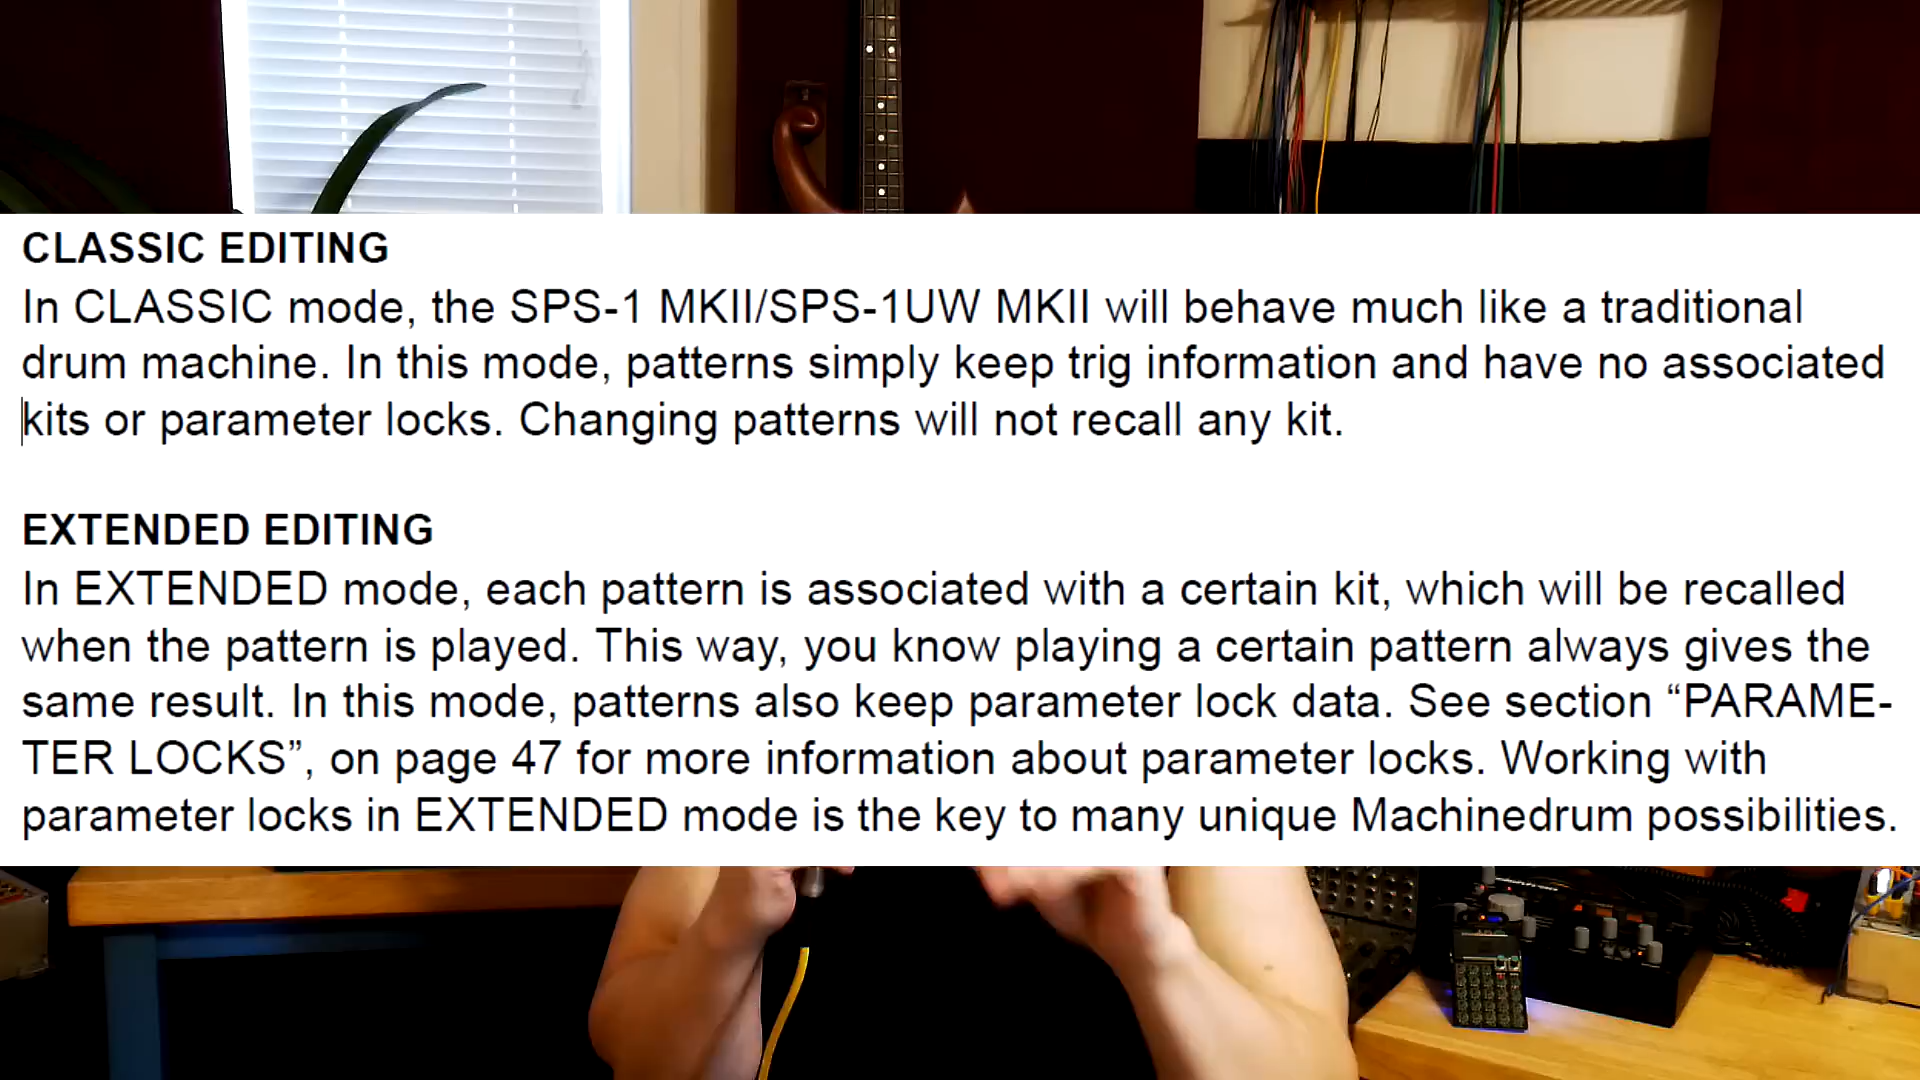 CLASSIC EDITING
In CLASSIC mode, the SPS-1 MKII/SPS-1UW MKII will behave much like a traditional
drum machine. In this mode, patterns simply keep trig information and have no associated
kits or parameter locks. Changing patterns will not recall any kit.
EXTENDED EDITING
In EXTENDED mode, each pattern is associated with a certain kit, which will be recalled
when the pattern is played. This way, you know playing a certain pattern always gives the
same result. In this mode, patterns also keep parameter lock data. See section “PARAME-
TER LOCKS”, on page 47 for more information about parameter locks. Working with
parameter locks in EXTENDED mode is the key to many unique Machinedrum possibilities.